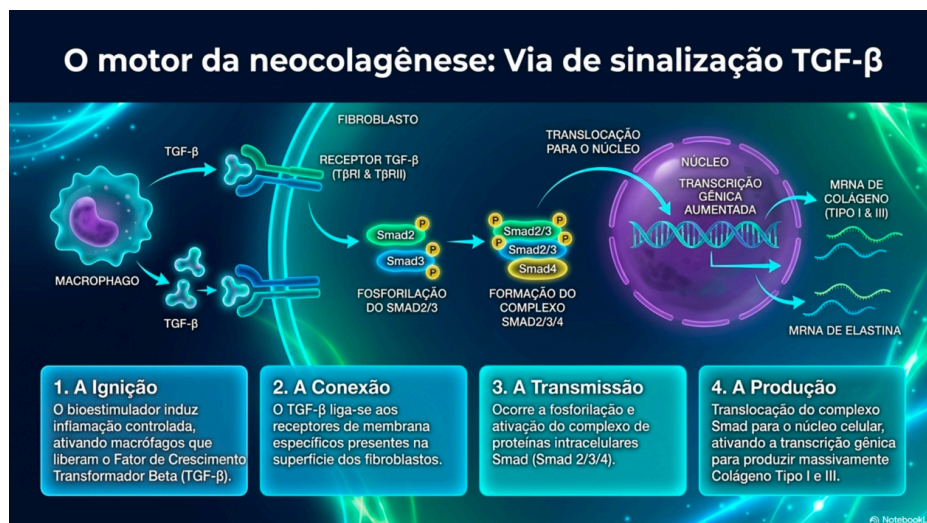 O motor da neocolagênese: Via de sinalização TGF-β
FIBROBLASTO
TGF-β
RECEPTOR TGF-β
(TβRI & TβRII)
MACROPHAGO
TGF-β
Smad2
P
Smad3
P
P
FOSFORILAÇÃO
DO SMAD2/3
TRANSLOCAÇÃO
PARA O NÚCLEO
P
P
Smad2/3
P
P
Smad2/3
Smad4
FORMAÇÃO DO
COMPLEXO
SMAD2/3/4
NÚCLEO
TRANSCRIÇÃO
GÊNICA
AUMENTADA
MRNA DE
COLÁGENO
(TIPO I & III)
MRNA DE ELASTINA
1. A Ignição
O bioestimulador induz
inflamação controlada,
ativando macrófagos que
liberam o Fator de Crescimento
Transformador Beta (TGF-β).
2. A Conexão
O TGF-β liga-se aos
receptores de membrana
específicos presentes na
superfície dos fibroblastos.
3. A Transmissão
Ocorre a fosforilação e
ativação do complexo de
proteínas intracelulares
Smad (Smad 2/3/4).
4. A Produção
Translocação do complexo
Smad para o núcleo celular,
ativando a transcrição gênica
para produzir massivamente
Colágeno Tipo I e III.